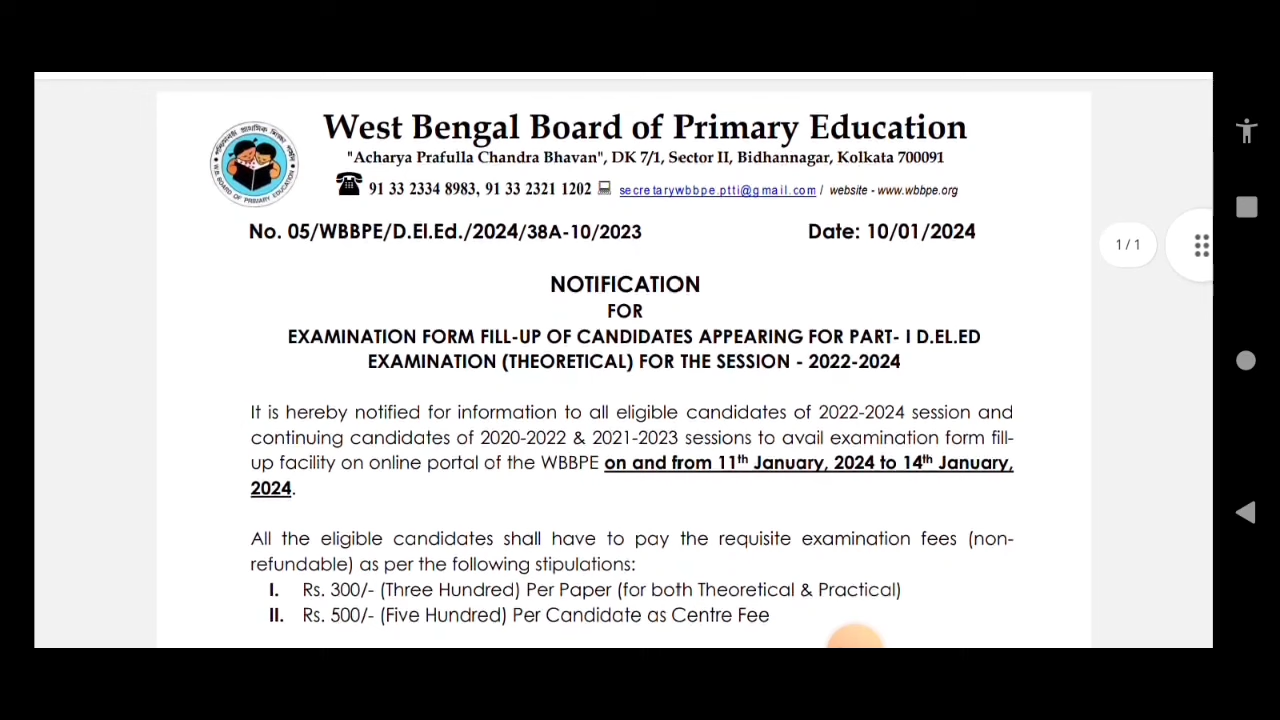 West Bengal Board of Primary Education
"Acharya Prafulla Chandra Bhavan", DK 7/1, Sector II, Bidhannagar, Kolkata 700091
91 33 2334 8983, 91 33 2321 1202 secretarywbbpe.ptti@gmail.com / website - www.wbbpe.org
No. 05/WBBPE/D.El.Ed./2024/38A-10/2023 Date: 10/01/2024
1 / 1
NOTIFICATION
FOR
EXAMINATION FORM FILL-UP OF CANDIDATES APPEARING FOR PART- I D.EL.ED
EXAMINATION (THEORETICAL) FOR THE SESSION - 2022-2024
It is hereby notified for information to all eligible candidates of 2022-2024 session and
continuing candidates of 2020-2022 & 2021-2023 sessions to avail examination form fill-
up facility on online portal of the WBBPE on and from 11th January, 2024 to 14th January,
2024.
All the eligible candidates shall have to pay the requisite examination fees (non-
refundable) as per the following stipulations:
I. Rs. 300/- (Three Hundred) Per Paper (for both Theoretical & Practical)
II. Rs. 500/- (Five Hundred) Per Candidate as Centre Fee